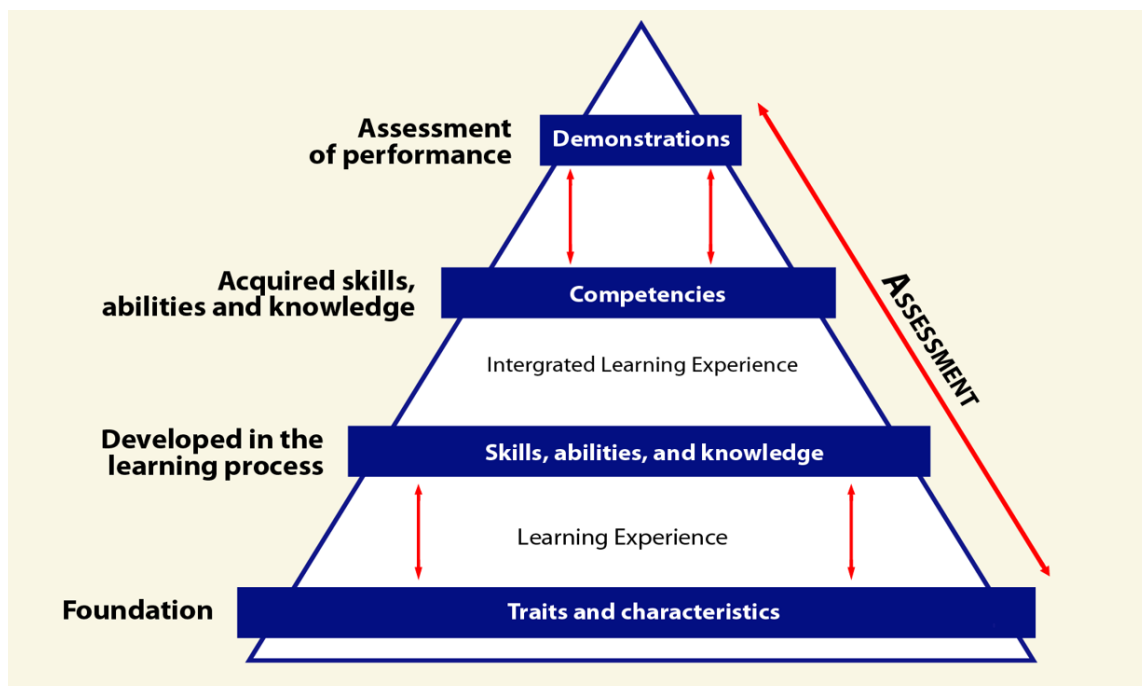 Assessment
of performance
Demonstrations
Acquired skills,
abilities and knowledge
Competencies
ASSESSMENT
Intergrated Learning Experience
Developed in the
learning process
Skills, abilities, and knowledge
Learning Experience
Foundation
Traits and characteristics